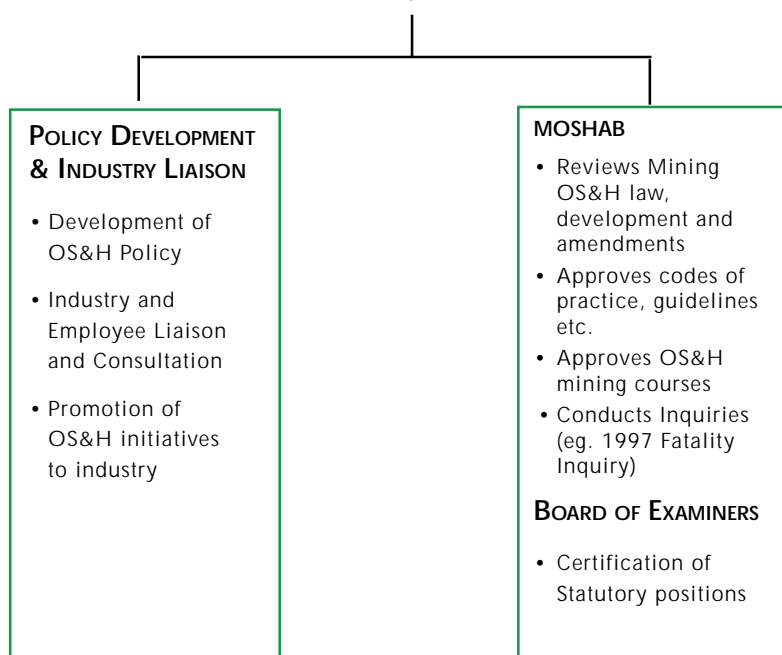 POLICY DEVELOPMENT
& INDUSTRY LIAISON
• Development of
OS&H Policy
• Industry and
Employee Liaison
and Consultation
• Promotion of
OS&H initiatives
to industry
MOSHAB
• Reviews Mining
OS&H law,
development and
amendments
• Approves codes of
practice, guidelines
etc.
• Approves OS&H
mining courses
• Conducts Inquiries
(eg. 1997 Fatality
Inquiry)
BOARD OF EXAMINERS
• Certification of
Statutory positions